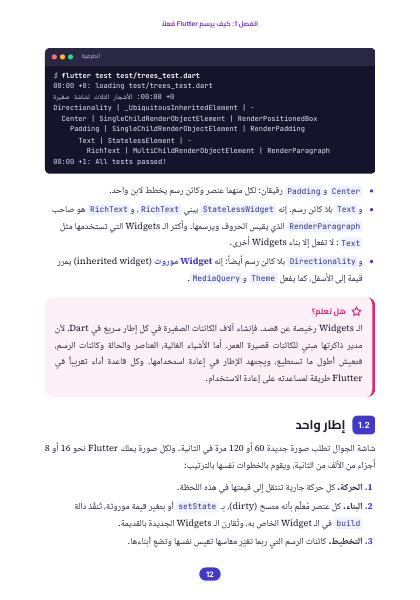 الفصل 1: كيف يرسم Flutter فعلاً
الطرفية
$ flutter test test/trees_test.dart
00:00 +0: loading test/trees_test.dart
00:00 +0: الأشجار الثلاث لشاشة صغيرة
Directionality | _UbiquitousInheritedElement | -
Center | SingleChildRenderObjectElement | RenderPositionedBox
Padding | SingleChildRenderObjectElement | RenderPadding
Text | StatelessElement | -
RichText | MultiChildRenderObjectElement | RenderParagraph
00:00 +1: All tests passed!
• Center و Padding رفيقان: لكل منهما عنصر وكائن رسم يخطط لابن واحد.
• و Text بلا كائن رسم. إنه StatelessWidget يبني RichText ، و RichText هو صاحب
RenderParagraph الذي يقيس الحروف ويرسمها. وأكثر الـ Widgets التي تستخدمها مثل
Text : لا تفعل إلا بناء Widgets أخرى.
• و Directionality بلا كائن رسم أيضاً: إنه Widget موروث (inherited widget) يمرر
قيمة إلى الأسفل، كما يفعل Theme و MediaQuery .
هل تعلم؟
الـ Widgets رخيصة عن قصد. فإنشاء آلاف الكائنات الصغيرة في كل إطار سريع في Dart، لأن
مدير ذاكرتها مبني للكائنات قصيرة العمر. أما الأشياء الغالية، العناصر والحالة وكائنات الرسم،
فتعيش أطول ما تستطيع، ويجتهد الإطار في إعادة استخدامها. وكل قاعدة أداء تقريباً في
Flutter طريقة لمساعدته على إعادة الاستخدام.
1.2 إطار واحد
شاشة الجوال تطلب صورة جديدة 60 أو 120 مرة في الثانية. ولكل صورة يملك Flutter نحو 16 أو 8
أجزاء من الألف من الثانية، ويقوم بالخطوات نفسها بالترتيب:
1. الحركة. كل حركة جارية تنتقل إلى قيمتها في هذه اللحظة.
2. البناء. كل عنصر مُعلَّم بأنه متسخ (dirty)، بـ setState أو بتغير قيمة موروثة، تُنفَّذ دالة
build في الـ Widget الخاص به، وتُقارن الـ Widgets الجديدة بالقديمة.
3. التخطيط. كائنات الرسم التي ربما تغيّر مقاسها تقيس نفسها وتضع أبناءها.
12